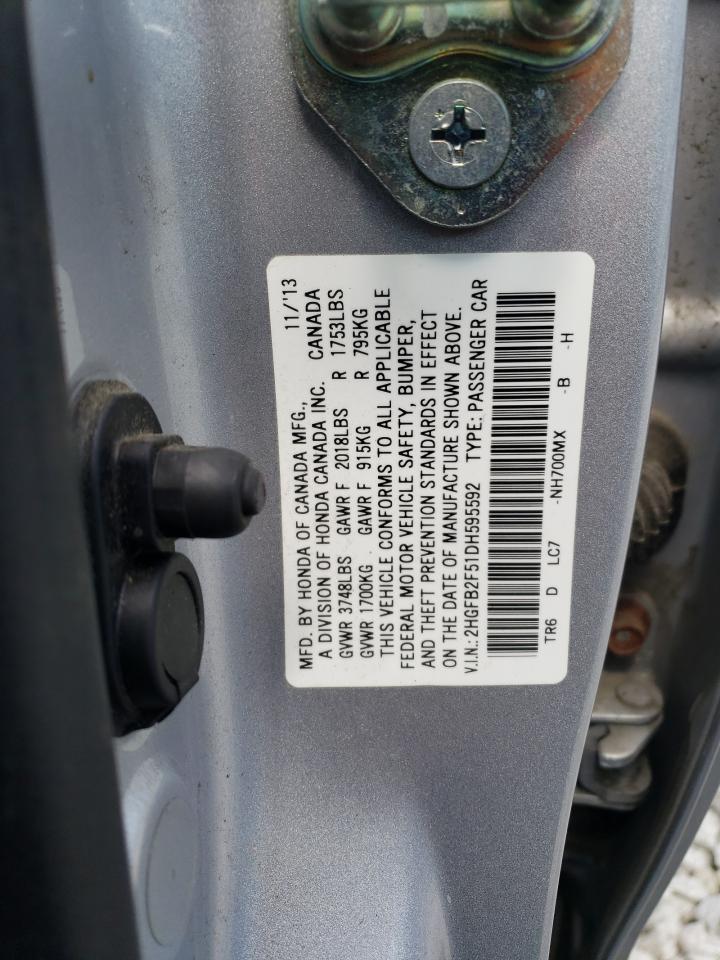 MFD. BY HONDA OF CANADA MFG., 11/'13
A DIVISION OF HONDA CANADA INC. CANADA
GVWR 3748LBS GAWR F 2018LBS R 1753LBS
GVWR 1700KG GAWR F 915KG R 795KG
THIS VEHICLE CONFORMS TO ALL APPLICABLE
FEDERAL MOTOR VEHICLE SAFETY, BUMPER,
AND THEFT PREVENTION STANDARDS IN EFFECT
ON THE DATE OF MANUFACTURE SHOWN ABOVE.
V.I.N.: 2HGFB2F51DH595592 TYPE: PASSENGER CAR
TR6 D LC7 -NH700MX -B -H